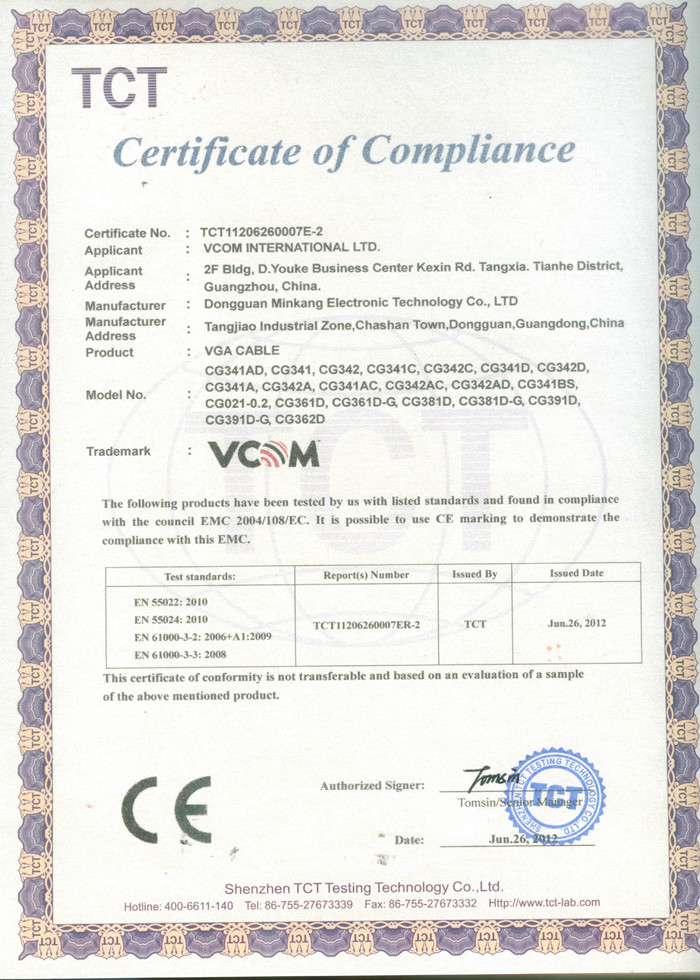 TCT
Certificate of Compliance
Certificate No. : TCT11206260007E-2
Applicant : VCOM INTERNATIONAL LTD.
Applicant Address : 2F Bldg, D.Youke Business Center Kexin Rd. Tangxia. Tianhe District,
Guangzhou, China.
Manufacturer : Dongguan Minkang Electronic Technology Co., LTD
Manufacturer Address : Tangjiao Industrial Zone,Chashan Town,Dongguan,Guangdong,China
Product : VGA CABLE
Model No. : CG341AD, CG341, CG342, CG341C, CG342C, CG341D, CG342D,
CG341A, CG342A, CG341AC, CG342AC, CG342AD, CG341BS,
CG021-0.2, CG361D, CG361D-G, CG381D, CG381D-G, CG391D,
CG391D-G, CG362D
Trademark : VCOM
The following products have been tested by us with listed standards and found in compliance
with the council EMC 2004/108/EC. It is possible to use CE marking to demonstrate the
compliance with this EMC.
Test standards: Report(s) Number Issued By Issued Date
EN 55022: 2010
EN 55024: 2010
EN 61000-3-2: 2006+A1:2009
EN 61000-3-3: 2008
TCT11206260007ER-2 TCT Jun.26, 2012
This certificate of conformity is not transferable and based on an evaluation of a sample
of the above mentioned product.
CE
Authorized Signer: Tomsin
Tomsin/Senior Manager
SHENZHEN TCT TESTING TECHNOLOGY CO.,LTD.
TCT
Date: Jun.26, 2012
Shenzhen TCT Testing Technology Co.,Ltd.
Hotline: 400-6611-140 Tel: 86-755-27673339 Fax: 86-755-27673332 Http://www.tct-lab.com